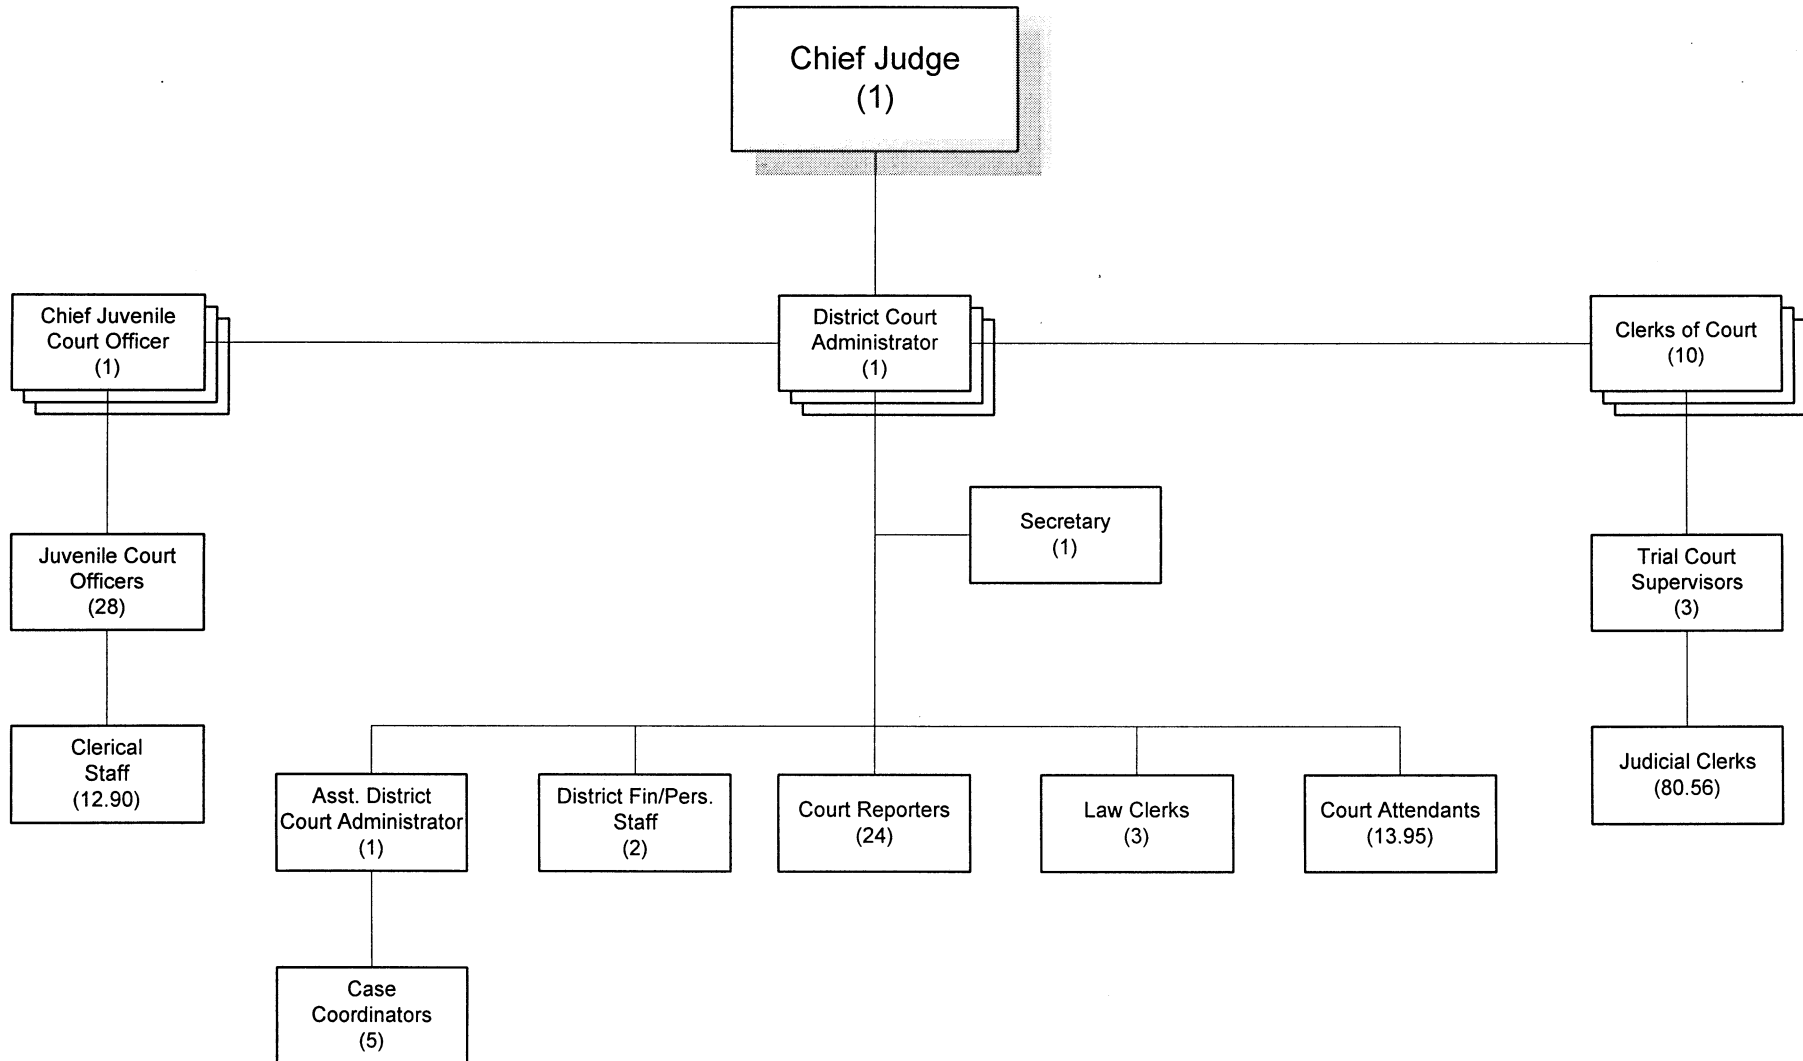 Chief Judge
(1)
Chief Juvenile
Court Officer
(1)
District Court
Administrator
(1)
Clerks of Court
(10)
Secretary
(1)
Juvenile Court
Officers
(28)
Trial Court
Supervisors
(3)
Clerical
Staff
(12.90)
Judicial Clerks
(80.56)
Asst. District
Court Administrator
(1)
District Fin/Pers.
Staff
(2)
Court Reporters
(24)
Law Clerks
(3)
Court Attendants
(13.95)
Case
Coordinators
(5)